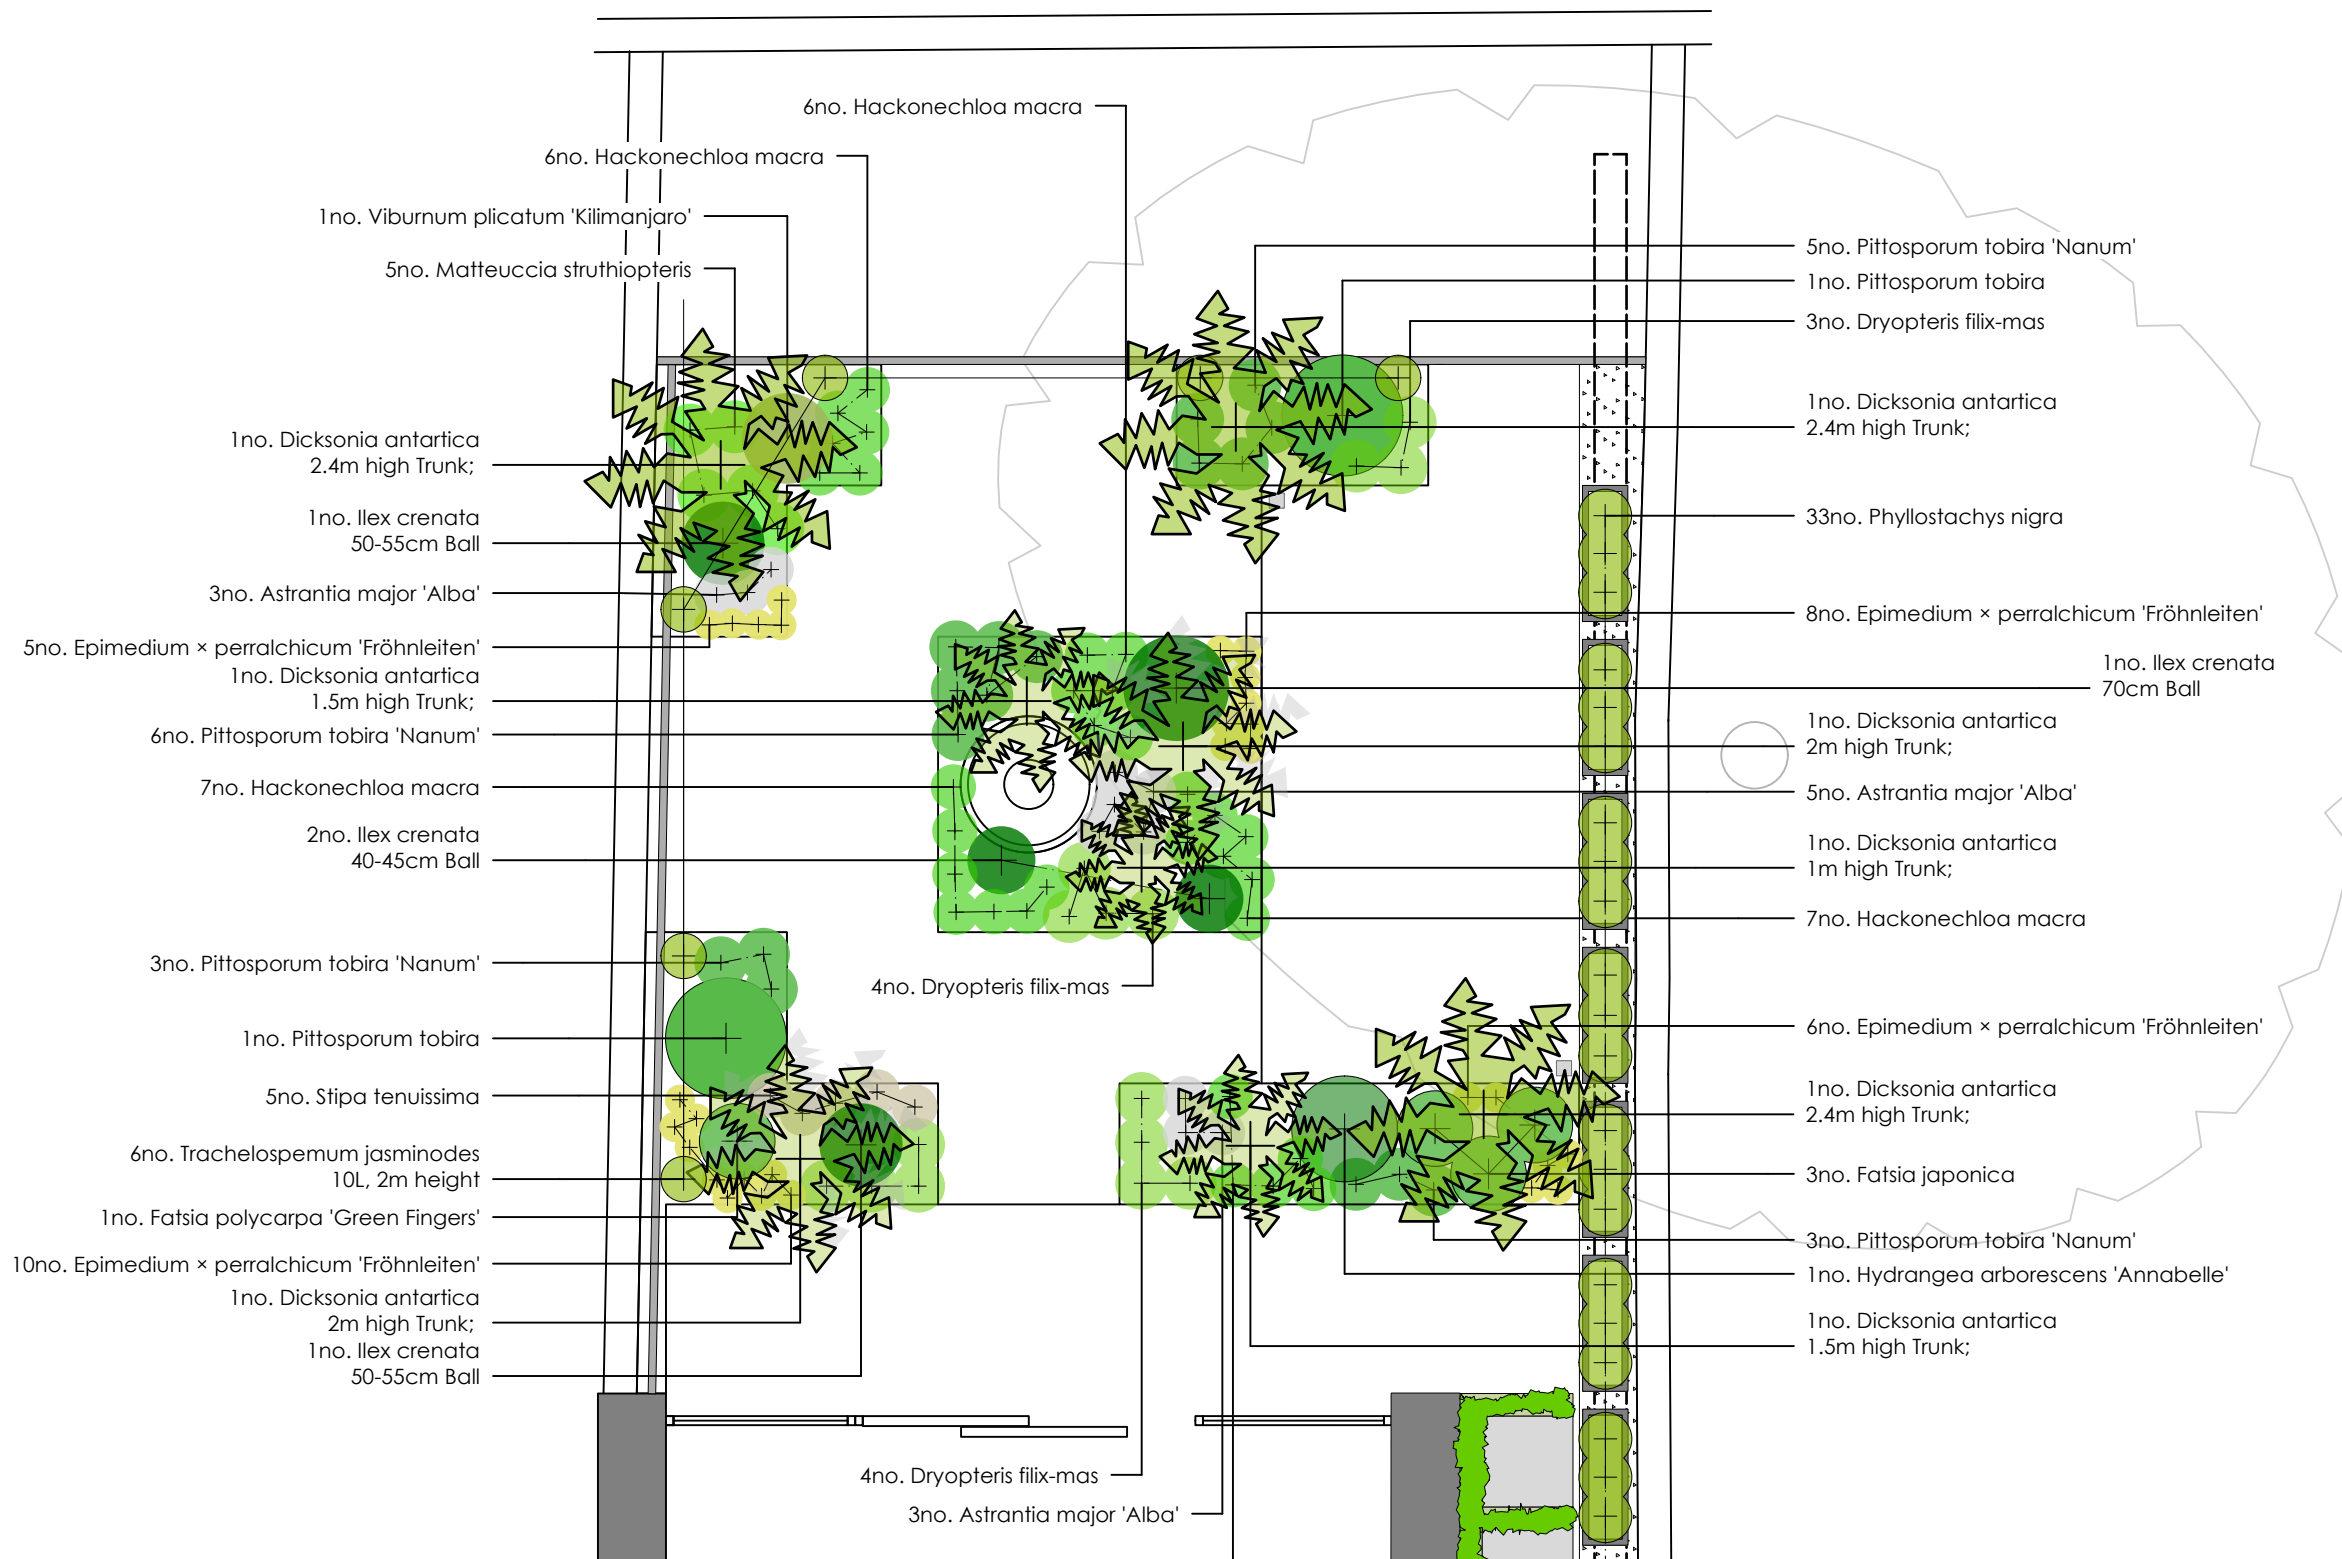 6no. Hackonechloa macra
6no. Hackonechloa macra
1no. Viburnum plicatum 'Kilimanjaro'
5no. Matteuccia struthiopteris
1no. Dicksonia antartica
2.4m high Trunk;
1no. Ilex crenata
50-55cm Ball
3no. Astrantia major 'Alba'
5no. Epimedium × perralchicum 'Fröhnleiten'
1no. Dicksonia antartica
1.5m high Trunk;
6no. Pittosporum tobira 'Nanum'
7no. Hackonechloa macra
2no. Ilex crenata
40-45cm Ball
3no. Pittosporum tobira 'Nanum'
1no. Pittosporum tobira
5no. Stipa tenuissima
6no. Trachelospemum jasminodes
10L, 2m height
1no. Fatsia polycarpa 'Green Fingers'
10no. Epimedium × perralchicum 'Fröhnleiten'
1no. Dicksonia antartica
2m high Trunk;
1no. Ilex crenata
50-55cm Ball
4no. Dryopteris filix-mas
4no. Dryopteris filix-mas
3no. Astrantia major 'Alba'
5no. Pittosporum tobira 'Nanum'
1no. Pittosporum tobira
3no. Dryopteris filix-mas
1no. Dicksonia antartica
2.4m high Trunk;
33no. Phyllostachys nigra
8no. Epimedium × perralchicum 'Fröhnleiten'
1no. Ilex crenata
70cm Ball
1no. Dicksonia antartica
2m high Trunk;
5no. Astrantia major 'Alba'
1no. Dicksonia antartica
1m high Trunk;
7no. Hackonechloa macra
6no. Epimedium × perralchicum 'Fröhnleiten'
1no. Dicksonia antartica
2.4m high Trunk;
3no. Fatsia japonica
3no. Pittosporum tobira 'Nanum'
1no. Hydrangea arborescens 'Annabelle'
1no. Dicksonia antartica
1.5m high Trunk;